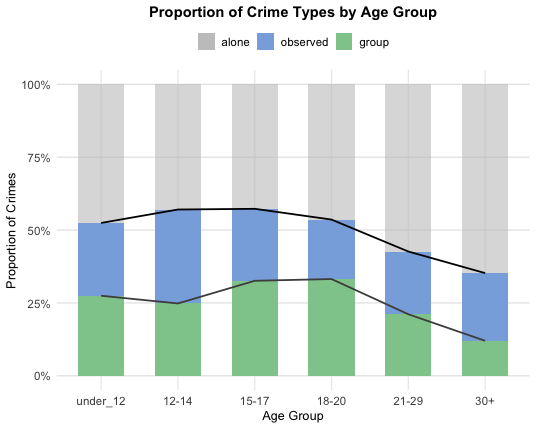 Proportion of Crime Types by Age Group
alone observed group
100%
75%
50%
25%
0%
Proportion of Crimes
under_12 12-14 15-17 18-20 21-29 30+
Age Group